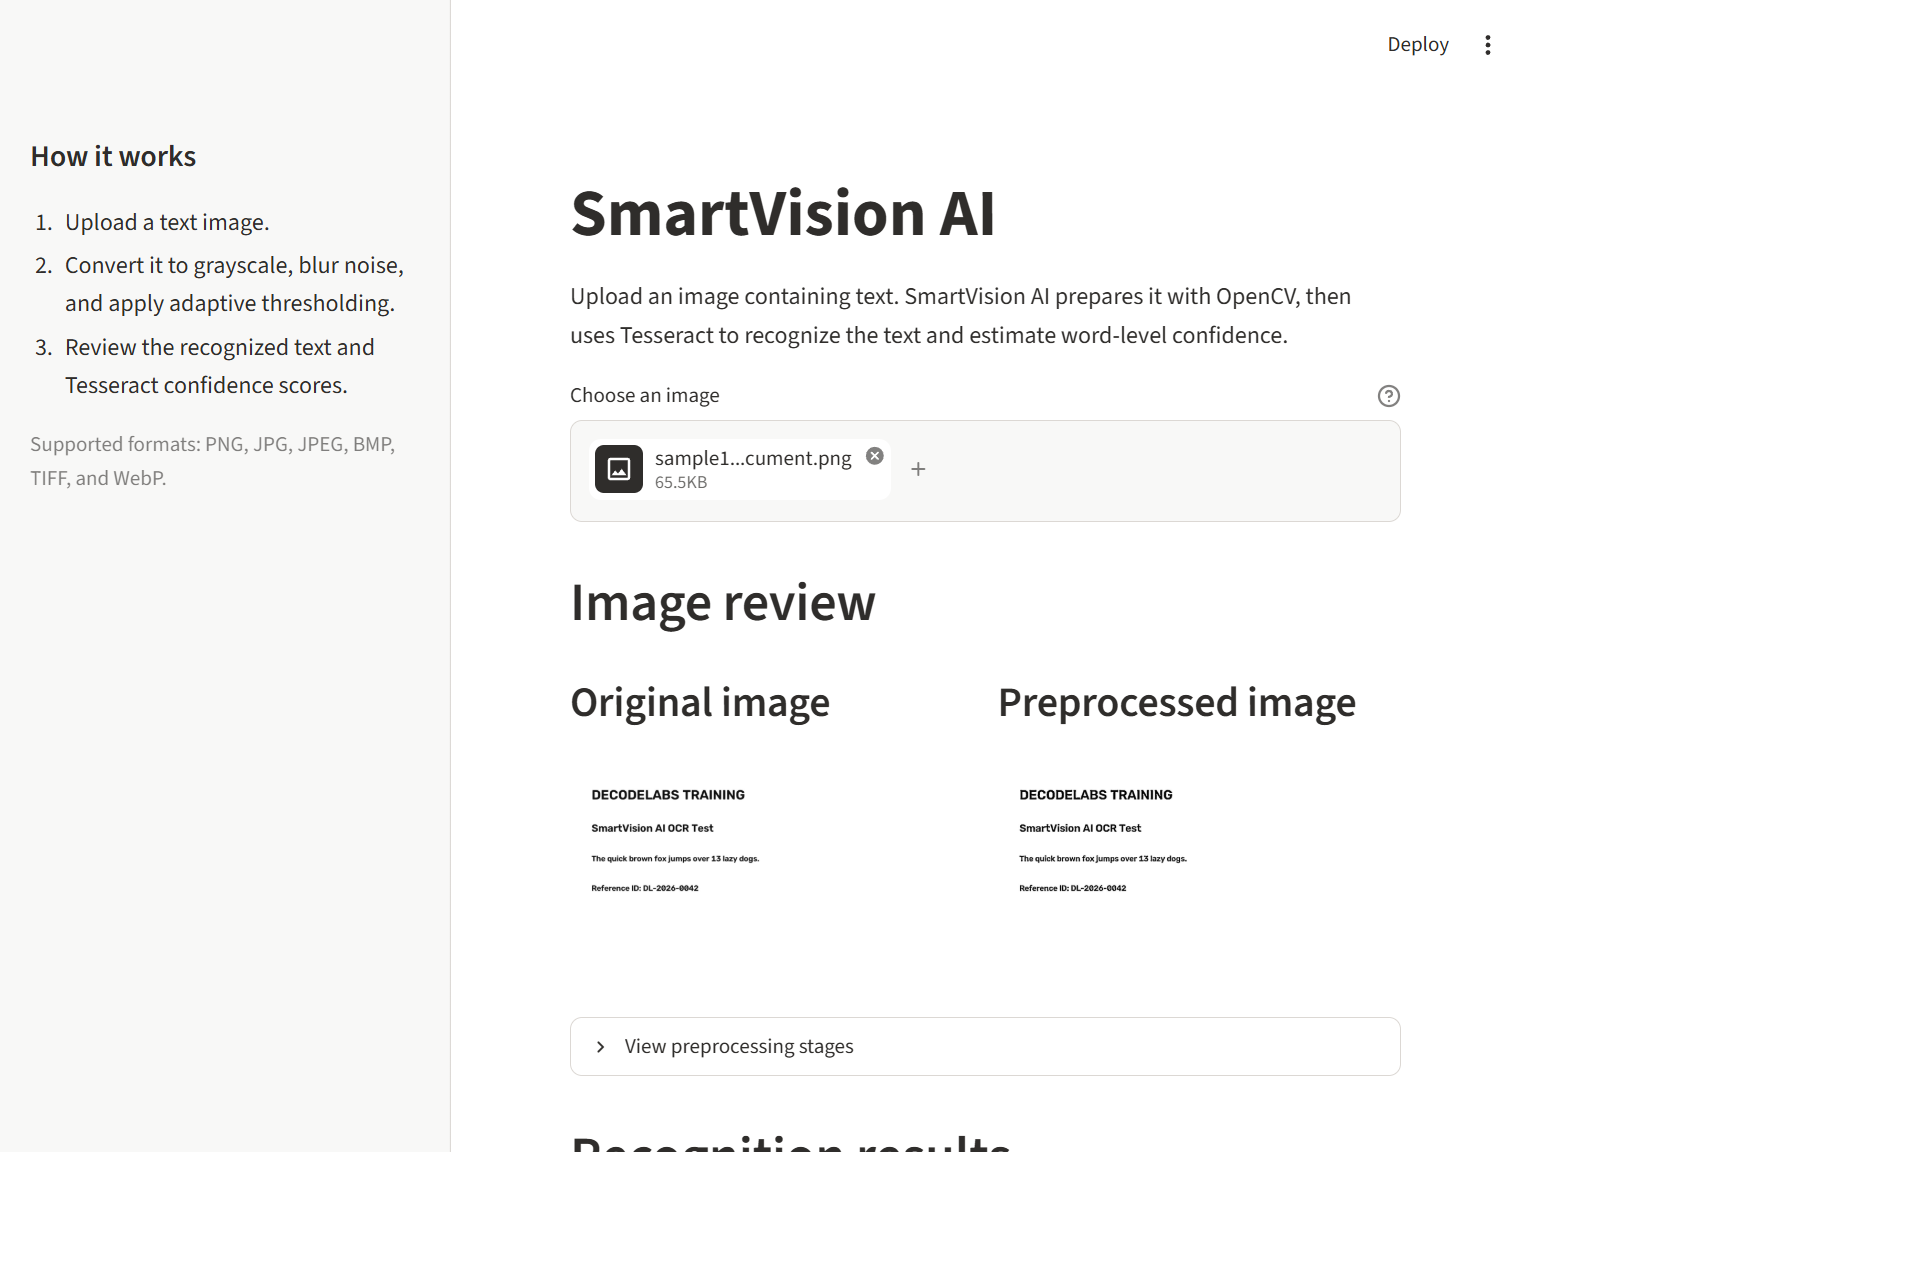 Deploy
How it works
1. Upload a text image.
2. Convert it to grayscale, blur noise,
and apply adaptive thresholding.
3. Review the recognized text and
Tesseract confidence scores.
Supported formats: PNG, JPG, JPEG, BMP,
TIFF, and WebP.
SmartVision AI
Upload an image containing text. SmartVision AI prepares it with OpenCV, then
uses Tesseract to recognize the text and estimate word-level confidence.
Choose an image
sample1...cument.png
65.5KB
Image review
Original image
DECODELABS TRAINING
SmartVision AI OCR Test
The quick brown fox jumps over 13 lazy dogs.
Reference ID: DL-2026-0042
Preprocessed image
DECODELABS TRAINING
SmartVision AI OCR Test
The quick brown fox jumps over 13 lazy dogs.
Reference ID: DL-2026-0042
View preprocessing stages
Recognition results